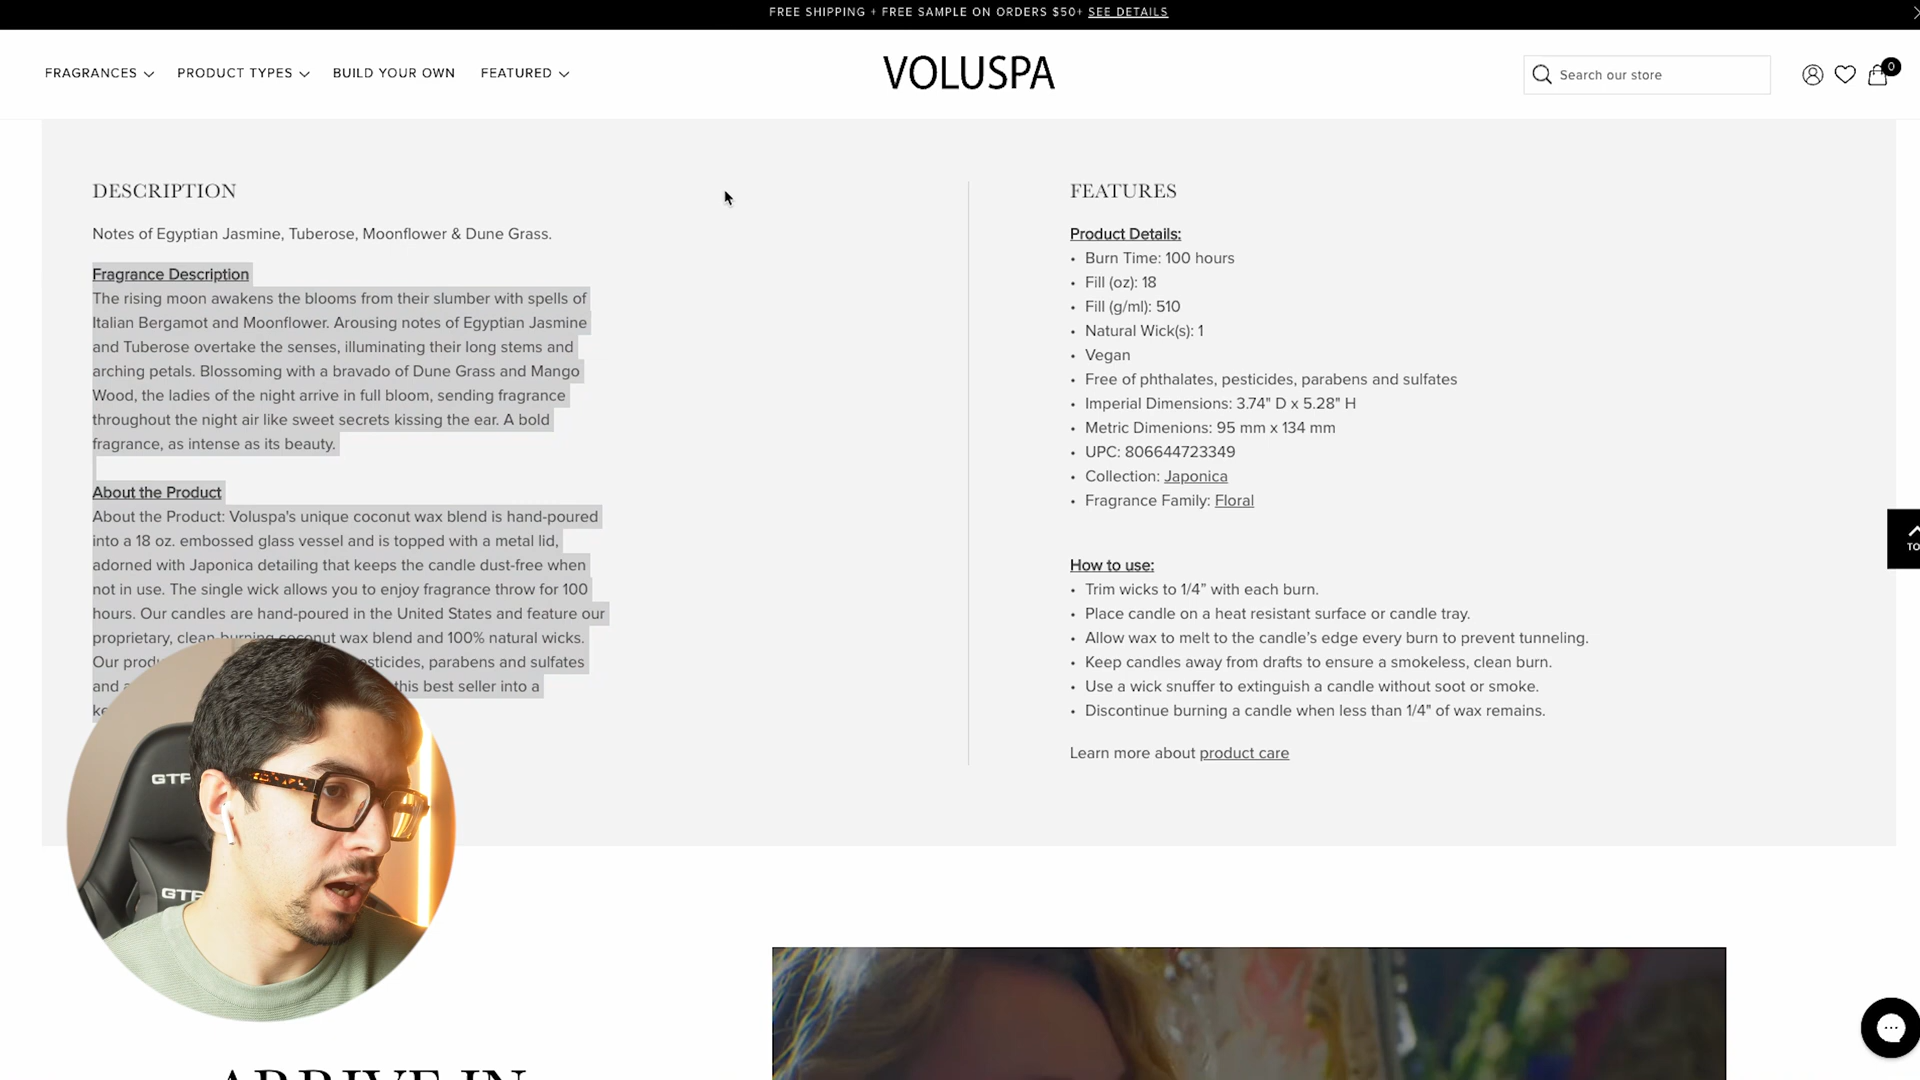 FREE SHIPPING + FREE SAMPLE ON ORDERS $50+ SEE DETAILS
FRAGRANCES
PRODUCT TYPES
BUILD YOUR OWN
FEATURED
VOLUSPA
Search our store
0
DESCRIPTION
Notes of Egyptian Jasmine, Tuberose, Moonflower & Dune Grass.
Fragrance Description
The rising moon awakens the blooms from their slumber with spells of
Italian Bergamot and Moonflower. Arousing notes of Egyptian Jasmine
and Tuberose overtake the senses, illuminating their long stems and
arching petals. Blossoming with a bravado of Dune Grass and Mango
Wood, the ladies of the night arrive in full bloom, sending fragrance
throughout the night air like sweet secrets kissing the ear. A bold
fragrance, as intense as its beauty.
About the Product
About the Product: Voluspa's unique coconut wax blend is hand-poured
into a 18 oz. embossed glass vessel and is topped with a metal lid,
adorned with Japonica detailing that keeps the candle dust-free when
not in use. The single wick allows you to enjoy fragrance throw for 100
hours. Our candles are hand-poured in the United States and feature our
proprietary, clean burning coconut wax blend and 100% natural wicks.
Our parabens and sulfates
this best seller into a
FEATURES
Product Details:
• Burn Time: 100 hours
• Fill (oz): 18
• Fill (g/ml): 510
• Natural Wick(s): 1
• Vegan
• Free of phthalates, pesticides, parabens and sulfates
• Imperial Dimensions: 3.74" D x 5.28" H
• Metric Dimenions: 95 mm x 134 mm
• UPC: 806644723349
• Collection: Japonica
• Fragrance Family: Floral
How to use:
• Trim wicks to 1/4” with each burn.
• Place candle on a heat resistant surface or candle tray.
• Allow wax to melt to the candle’s edge every burn to prevent tunneling.
• Keep candles away from drafts to ensure a smokeless, clean burn.
• Use a wick snuffer to extinguish a candle without soot or smoke.
• Discontinue burning a candle when less than 1/4" of wax remains.
Learn more about product care
TO
GTR
GTR
ARRIVE IN